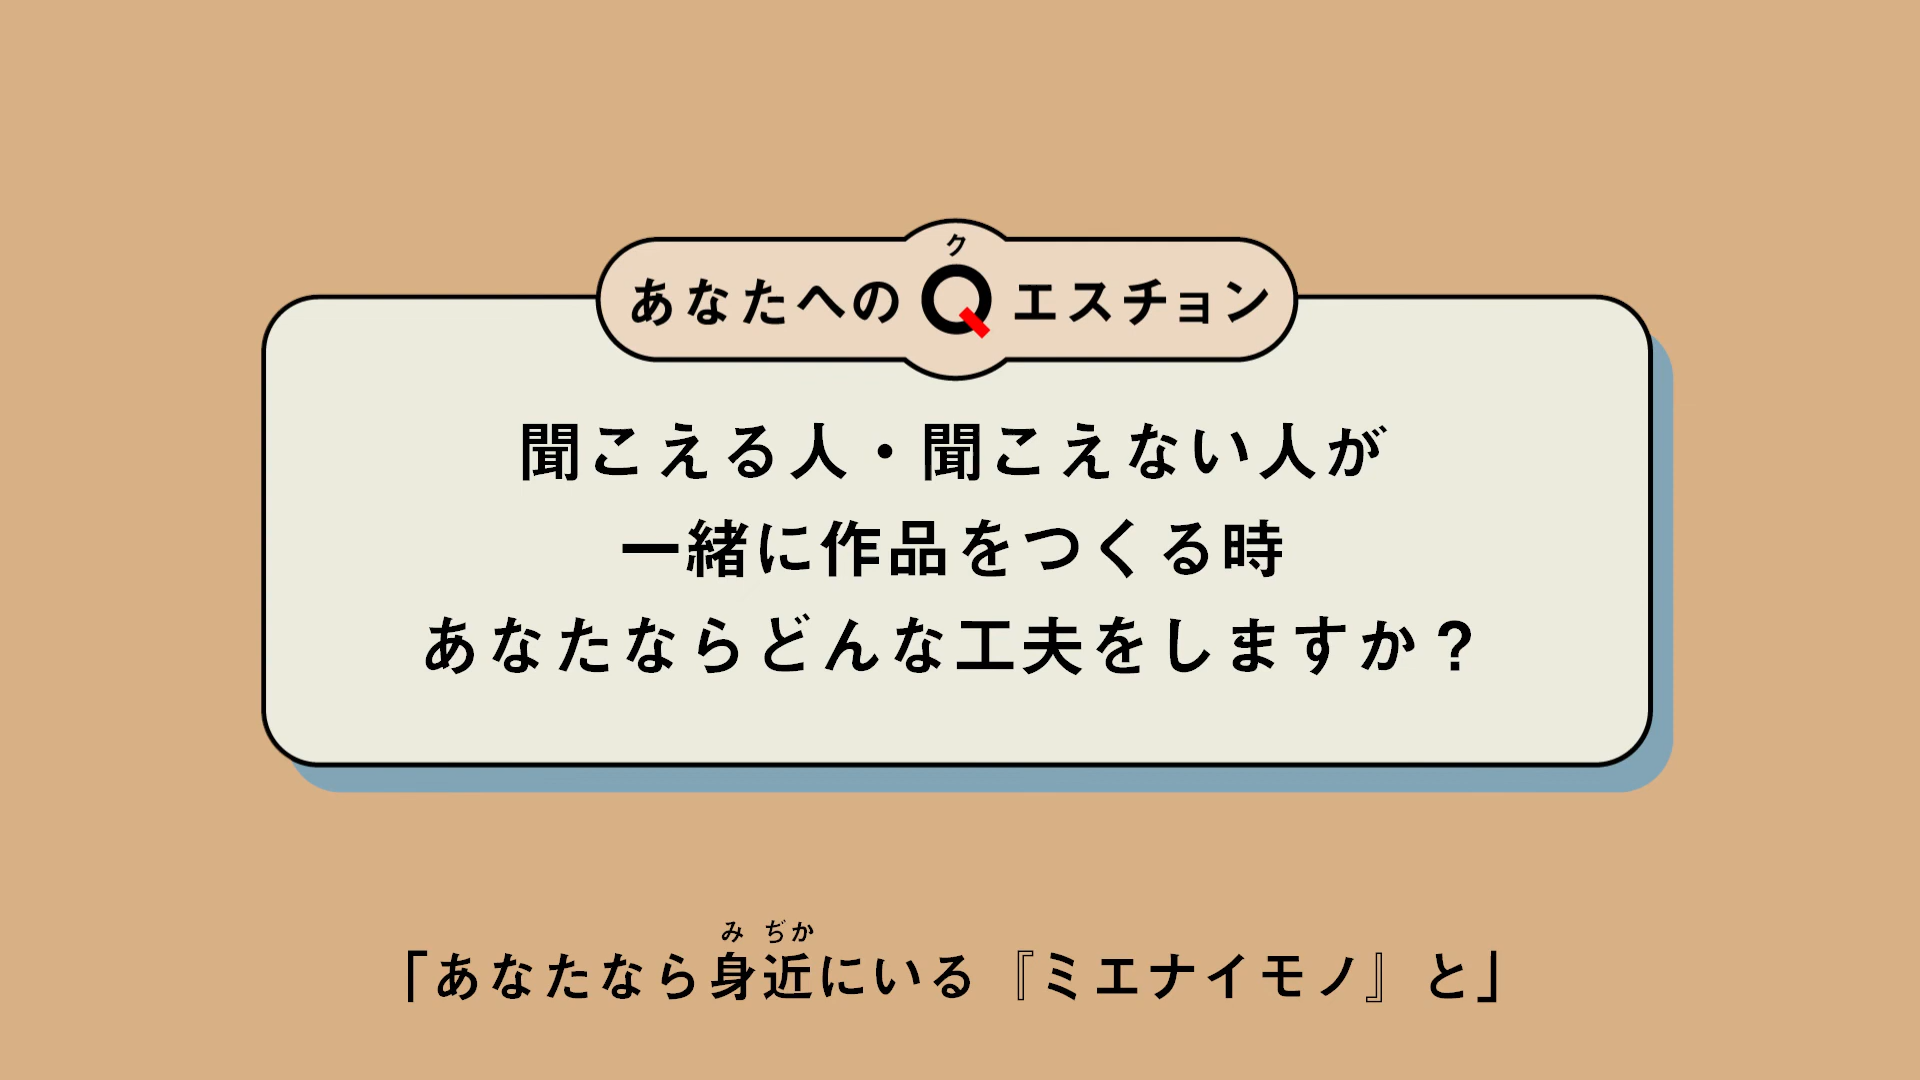 あなたへのQエスチョン
ク
聞こえる人・聞こえない人が
一緒に作品をつくる時
あなたならどんな工夫をしますか？
みぢか
「あなたなら身近にいる『ミエナイモノ』と」